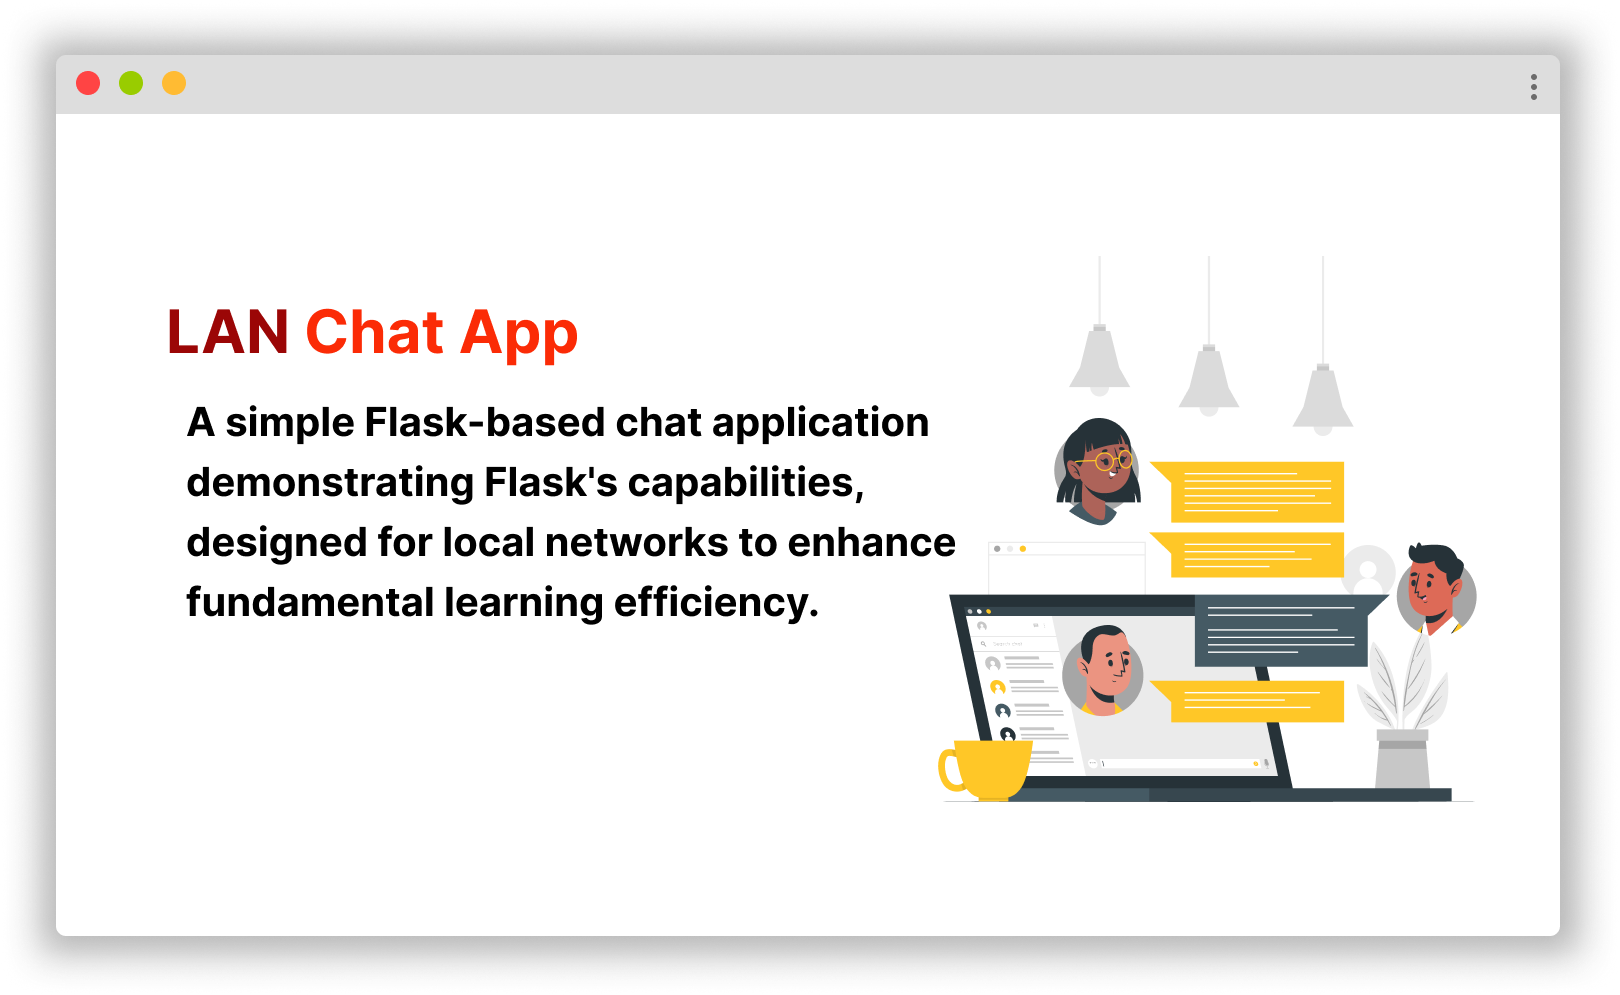 LAN Chat App
A simple Flask-based chat application
demonstrating Flask's capabilities,
designed for local networks to enhance
fundamental learning efficiency.